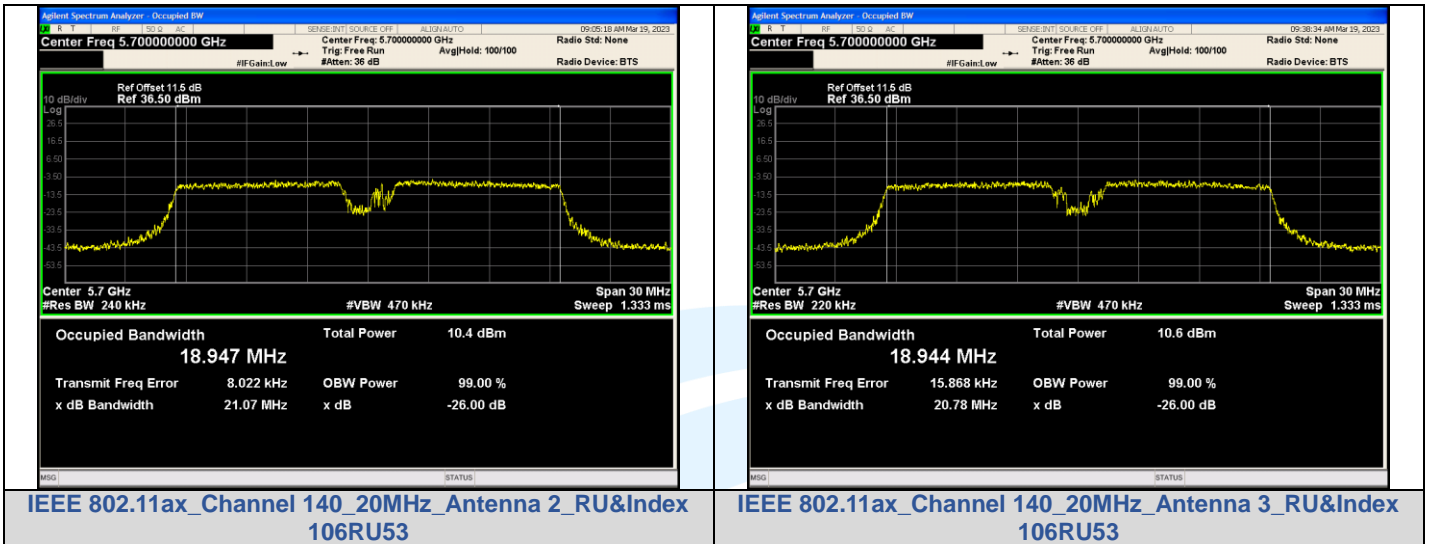 Agilent Spectrum Analyzer - Occupied BW
R T RF 50 Ω AC SENSE:INT SOURCE OFF ALIGN AUTO 09:05:18 AM Mar 19, 2023
Center Freq 5.700000000 GHz Center Freq: 5.700000000 GHz Radio Std: None
Trig: Free Run Avg|Hold: 100/100
#IFGain:Low #Atten: 36 dB Radio Device: BTS
Ref Offset 11.5 dB
10 dB/div Ref 36.50 dBm
Log
26.5
16.5
6.50
-3.50
-13.5
-23.5
-33.5
-43.5
-53.5
Center 5.7 GHz Span 30 MHz
#Res BW 240 kHz #VBW 470 kHz Sweep 1.333 ms
Occupied Bandwidth Total Power 10.4 dBm
18.947 MHz
Transmit Freq Error 8.022 kHz OBW Power 99.00 %
x dB Bandwidth 21.07 MHz x dB -26.00 dB
MSG STATUS
IEEE 802.11ax_Channel 140_20MHz_Antenna 2_RU&Index
106RU53
Agilent Spectrum Analyzer - Occupied BW
R T RF 50 Ω AC SENSE:INT SOURCE OFF ALIGN AUTO 09:38:34 AM Mar 19, 2023
Center Freq 5.700000000 GHz Center Freq: 5.700000000 GHz Radio Std: None
Trig: Free Run Avg|Hold: 100/100
#IFGain:Low #Atten: 36 dB Radio Device: BTS
Ref Offset 11.5 dB
10 dB/div Ref 36.50 dBm
Log
26.5
16.5
6.50
-3.50
-13.5
-23.5
-33.5
-43.5
-53.5
Center 5.7 GHz Span 30 MHz
#Res BW 220 kHz #VBW 470 kHz Sweep 1.333 ms
Occupied Bandwidth Total Power 10.6 dBm
18.944 MHz
Transmit Freq Error 15.868 kHz OBW Power 99.00 %
x dB Bandwidth 20.78 MHz x dB -26.00 dB
MSG STATUS
IEEE 802.11ax_Channel 140_20MHz_Antenna 3_RU&Index
106RU53